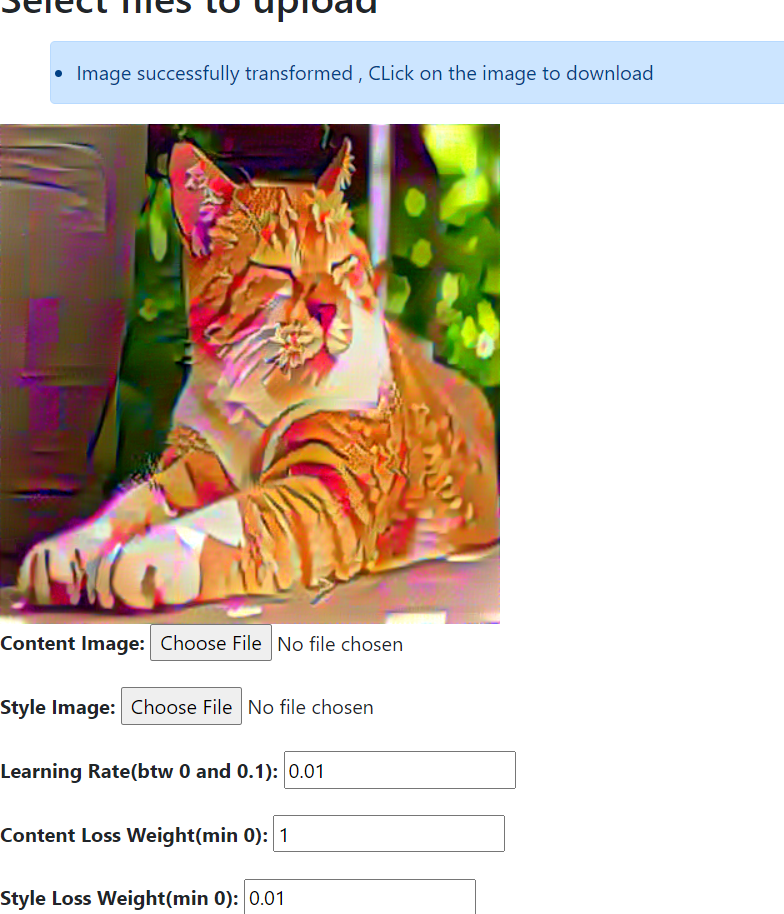 Select files to upload
Image successfully transformed , CLick on the image to download
Content Image: Choose File No file chosen
Style Image: Choose File No file chosen
Learning Rate(btw 0 and 0.1): 0.01
Content Loss Weight(min 0): 1
Style Loss Weight(min 0): 0.01